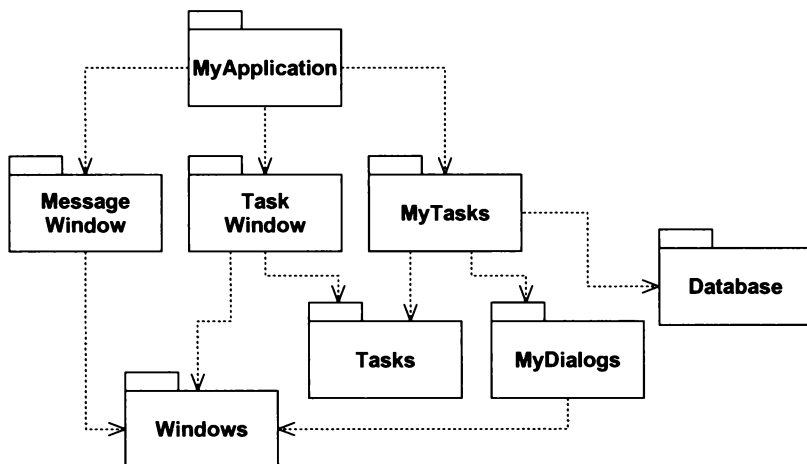 MyApplication
Message
Window
Task
Window
MyTasks
Database
Tasks
MyDialogs
Windows